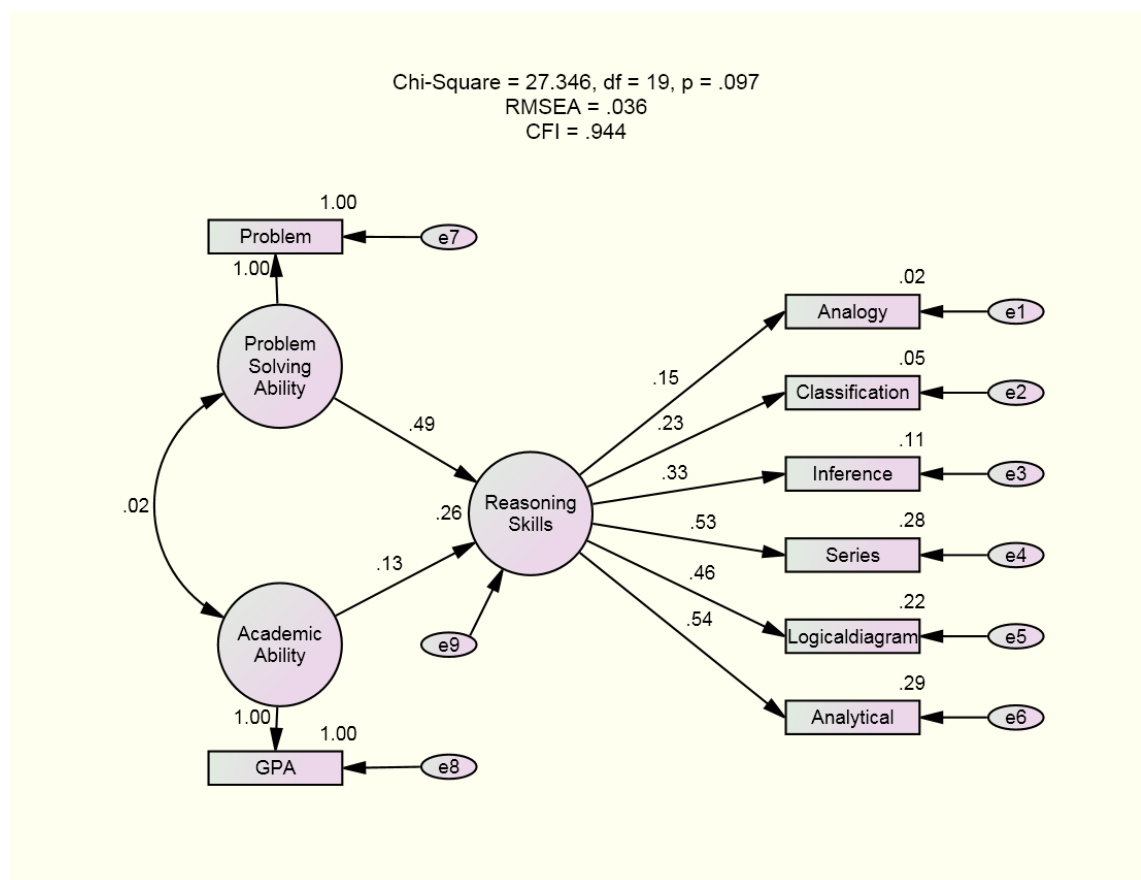 Chi-Square = 27.346, df = 19, p = .097
RMSEA = .036
CFI = .944
1.00
Problem
e7
1.00
Problem
Solving
Ability
.02
Analogy
e1
.15
.05
Classification
e2
.23
.49
.11
Inference
e3
.33
Reasoning
Skills
.26
.53
.28
Series
e4
.02
.13
.46
.22
Logicaldiagram
e5
.54
Academic
Ability
e9
.29
Analytical
e6
1.00
1.00
GPA
e8